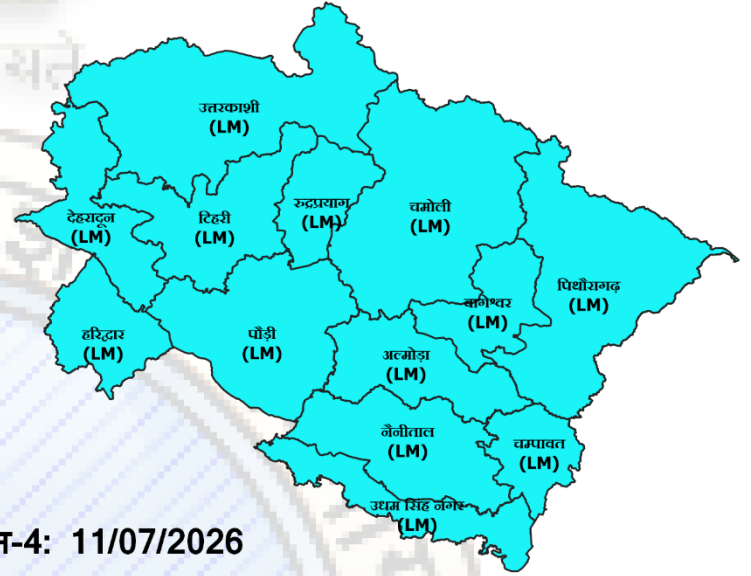 उत्तरकाशी
(LM)
देहरादून
(LM)
टिहरी
(LM)
रुद्रप्रयाग
(LM)
चमोली
(LM)
पिथौरागढ़
(LM)
बागेश्वर
(LM)
हरिद्वार
(LM)
पौड़ी
(LM)
अल्मोड़ा
(LM)
नैनीताल
(LM)
चम्पावत
(LM)
उधम सिंह नगर
(LM)
-4: 11/07/2026